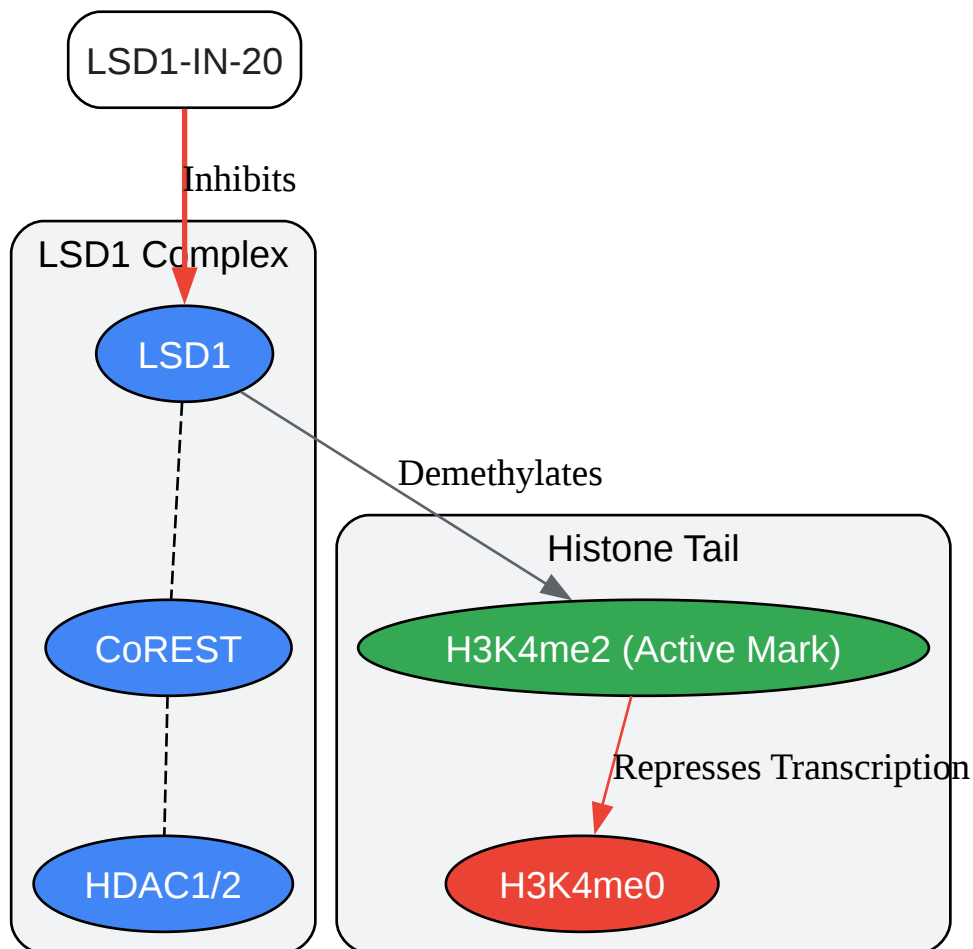 LSD1-IN-20
Inhibits
LSD1 Complex
LSD1
Demethylates
Histone Tail
CoREST
H3K4me2 (Active Mark)
Represses Transcription
HDAC1/2
H3K4me0